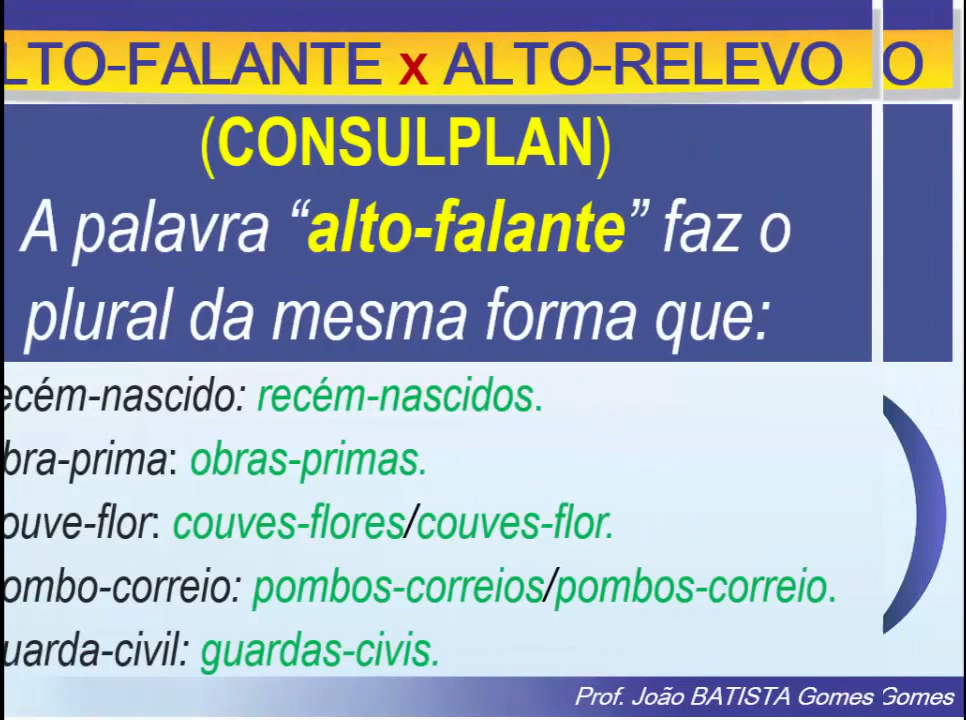 LTO-FALANTE x ALTO-RELEVO O
(CONSULPLAN)
A palavra “alto-falante” faz o
plural da mesma forma que:
ecém-nascido: recém-nascidos.
bra-prima: obras-primas.
ouve-flor: couves-flores/couves-flor.
ombo-correio: pombos-correios/pombos-correio.
uarda-civil: guardas-civis.
Prof. João BATISTA Gomes Gomes